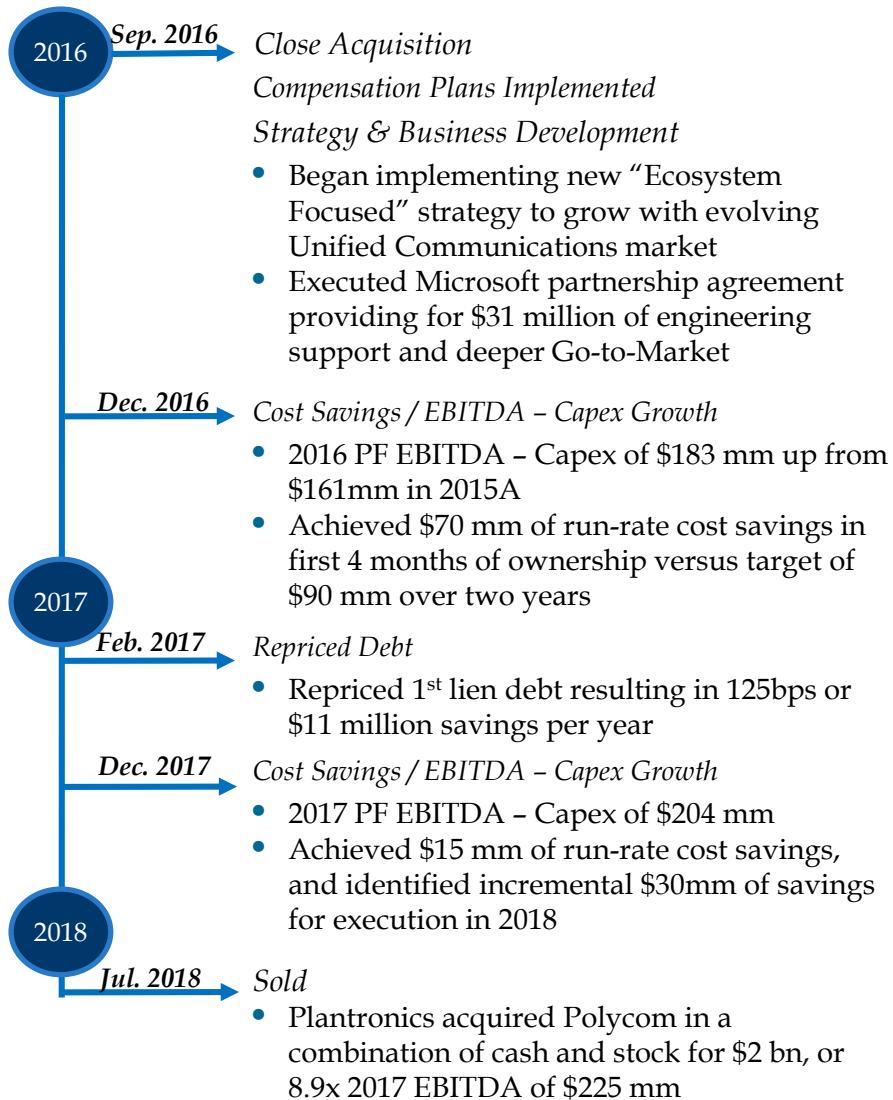 2016
Sep. 2016
Close Acquisition
Compensation Plans Implemented
Strategy & Business Development
• Began implementing new “Ecosystem
Focused” strategy to grow with evolving
Unified Communications market
• Executed Microsoft partnership agreement
providing for $31 million of engineering
support and deeper Go-to-Market
Dec. 2016
Cost Savings / EBITDA – Capex Growth
• 2016 PF EBITDA – Capex of $183 mm up from
$161mm in 2015A
• Achieved $70 mm of run-rate cost savings in
first 4 months of ownership versus target of
$90 mm over two years
2017
Feb. 2017
Repriced Debt
• Repriced 1st lien debt resulting in 125bps or
$11 million savings per year
Dec. 2017
Cost Savings / EBITDA – Capex Growth
• 2017 PF EBITDA – Capex of $204 mm
• Achieved $15 mm of run-rate cost savings,
and identified incremental $30mm of savings
for execution in 2018
2018
Jul. 2018
Sold
• Plantronics acquired Polycom in a
combination of cash and stock for $2 bn, or
8.9x 2017 EBITDA of $225 mm